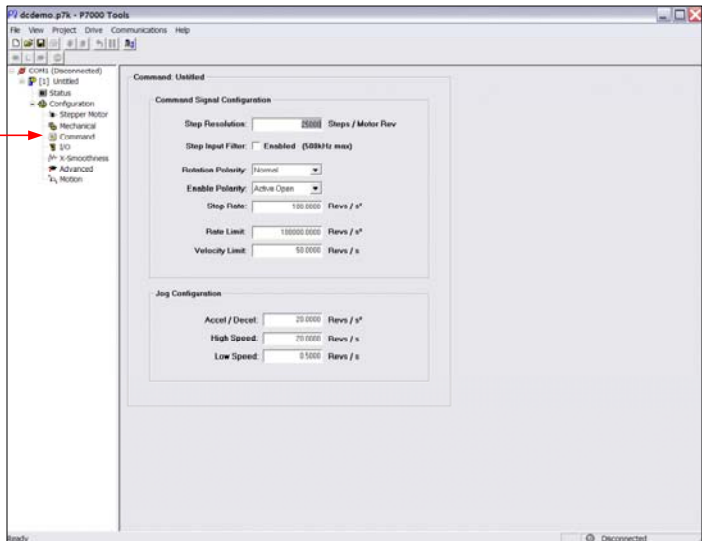 dcdemo.p7k - P7000 Tools
File View Project Drive Communications Help
COM1 (Disconnected)
[1] Untitled
Status
Configuration
Stepper Motor
Mechanical
Command
I/O
X-Smoothness
Advanced
Motion
Command: Untitled
Command Signal Configuration
Step Resolution: 25000 Steps / Motor Rev
Step Input Filter: Enabled (500kHz max)
Rotation Polarity: Normal
Enable Polarity: Active Open
Stop Rate: 100.0000 Revs / s²
Rate Limit: 100000.0000 Revs / s²
Velocity Limit: 50.0000 Revs / s
Jog Configuration
Accel / Decel: 20.0000 Revs / s²
High Speed: 20.0000 Revs / s
Low Speed: 0.5000 Revs / s
Ready Disconnected